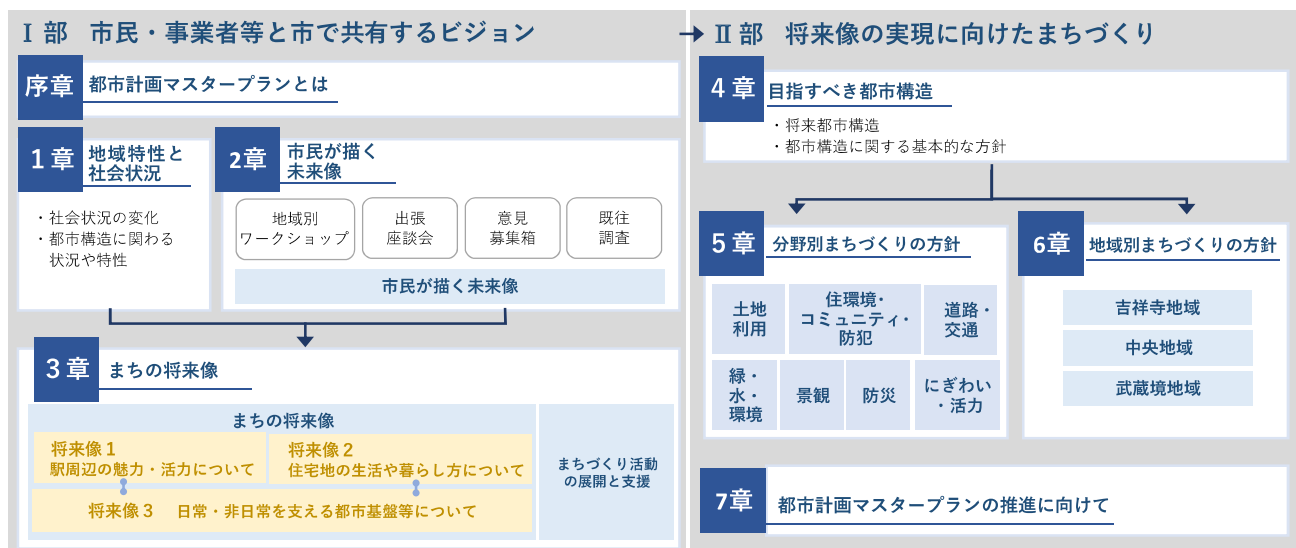 Ⅰ 部 市民・事業者等と市で共有するビジョン
序章
都市計画マスタープランとは
1 章
地域特性と
社会状況
・社会状況の変化
・都市構造に関わる
状況や特性
2章
市民が描く
未来像
地域別
ワークショップ
出張
座談会
意見
募集箱
既往
調査
市民が描く未来像
3 章
まちの将来像
まちの将来像
将来像1
駅周辺の魅力・活力について
将来像2
住宅地の生活や暮らし方について
将来像3 日常・非日常を支える都市基盤等について
まちづくり活動
の展開と支援
Ⅱ 部 将来像の実現に向けたまちづくり
4 章
目指すべき都市構造
・将来都市構造
・都市構造に関する基本的な方針
5 章
分野別まちづくりの方針
土地
利用
住環境・
コミュニティ・
防犯
道路・
交通
緑・
水・
環境
景観
防災
にぎわい
・活力
6章
地域別まちづくりの方針
吉祥寺地域
中央地域
武蔵境地域
7章
都市計画マスタープランの推進に向けて